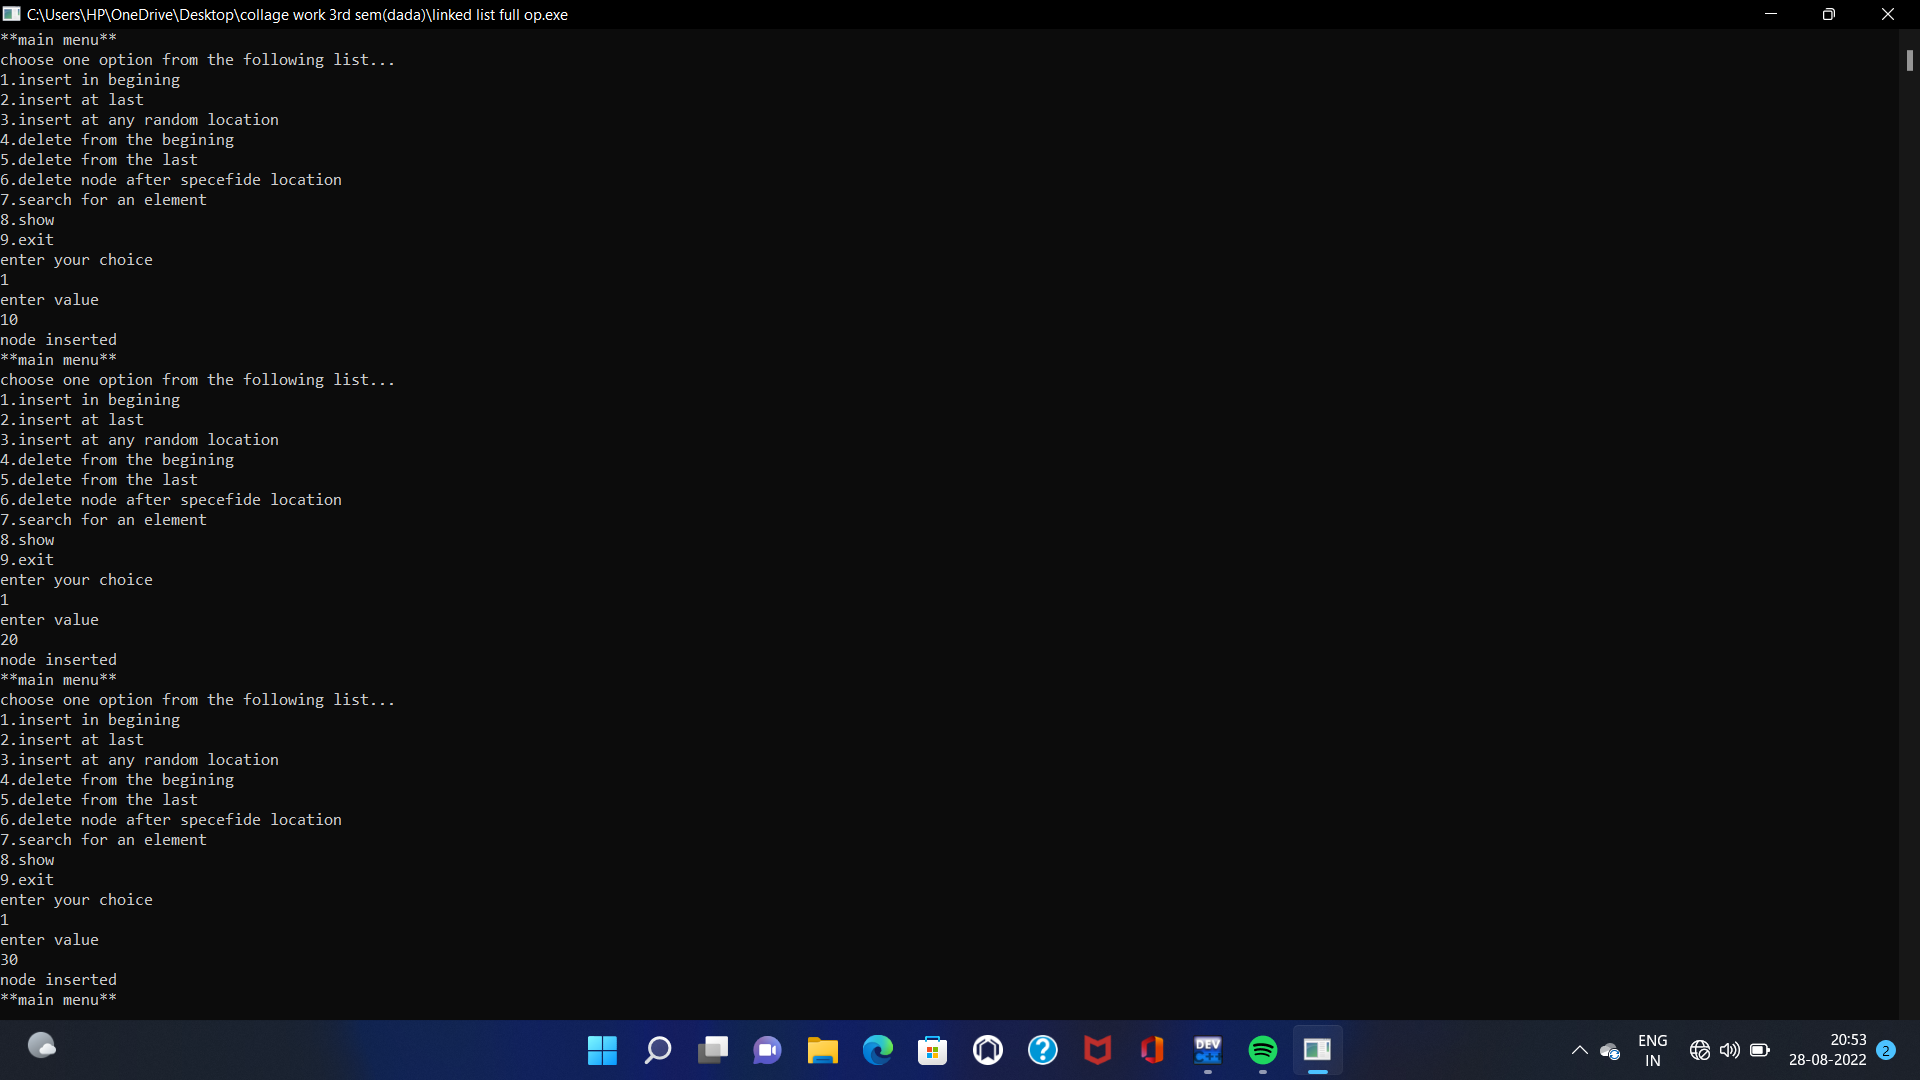 C:\Users\HP\OneDrive\Desktop\collage work 3rd sem(dada)\linked list full op.exe
**main menu**
choose one option from the following list...
1.insert in begining
2.insert at last
3.insert at any random location
4.delete from the begining
5.delete from the last
6.delete node after specefide location
7.search for an element
8.show
9.exit
enter your choice
1
enter value
10
node inserted
**main menu**
choose one option from the following list...
1.insert in begining
2.insert at last
3.insert at any random location
4.delete from the begining
5.delete from the last
6.delete node after specefide location
7.search for an element
8.show
9.exit
enter your choice
1
enter value
20
node inserted
**main menu**
choose one option from the following list...
1.insert in begining
2.insert at last
3.insert at any random location
4.delete from the begining
5.delete from the last
6.delete node after specefide location
7.search for an element
8.show
9.exit
enter your choice
1
enter value
30
node inserted
**main menu**
DEV
C++
ENG
IN
20:53
28-08-2022
2